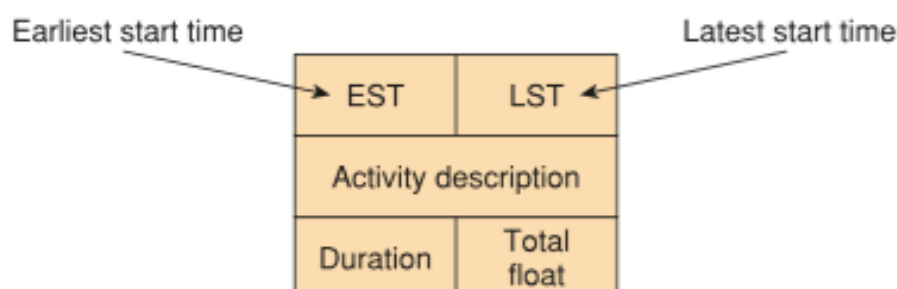 Earliest start time
Latest start time
EST
LST
Activity description
Duration
Total
float